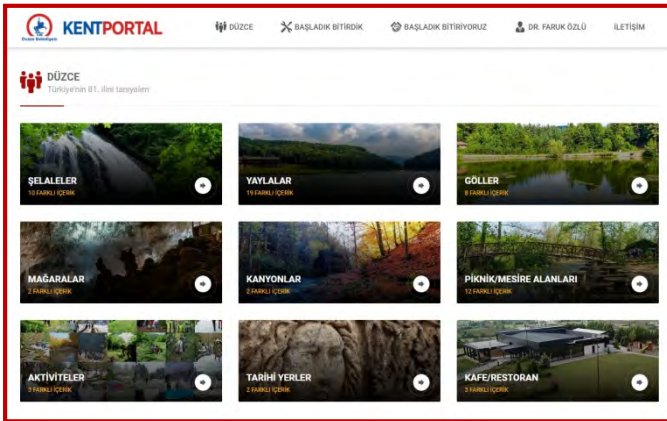 Düzce Belediyesi
KENTPORTAL
DÜZCE
BAŞLADIK BİTİRDİK
BAŞLADIK BİTİRİYORUZ
DR. FARUK ÖZLÜ
İLETİŞİM
DÜZCE
Türkiye'nin 81. ilini tanıyalım
ŞELALELER
10 FARKLI İÇERİK
YAYLALAR
19 FARKLI İÇERİK
GÖLLER
8 FARKLI İÇERİK
MAĞARALAR
2 FARKLI İÇERİK
KANYONLAR
2 FARKLI İÇERİK
PİKNİK/MESİRE ALANLARI
12 FARKLI İÇERİK
AKTİVİTELER
3 FARKLI İÇERİK
TARİHİ YERLER
2 FARKLI İÇERİK
KAFE/RESTORAN
3 FARKLI İÇERİK